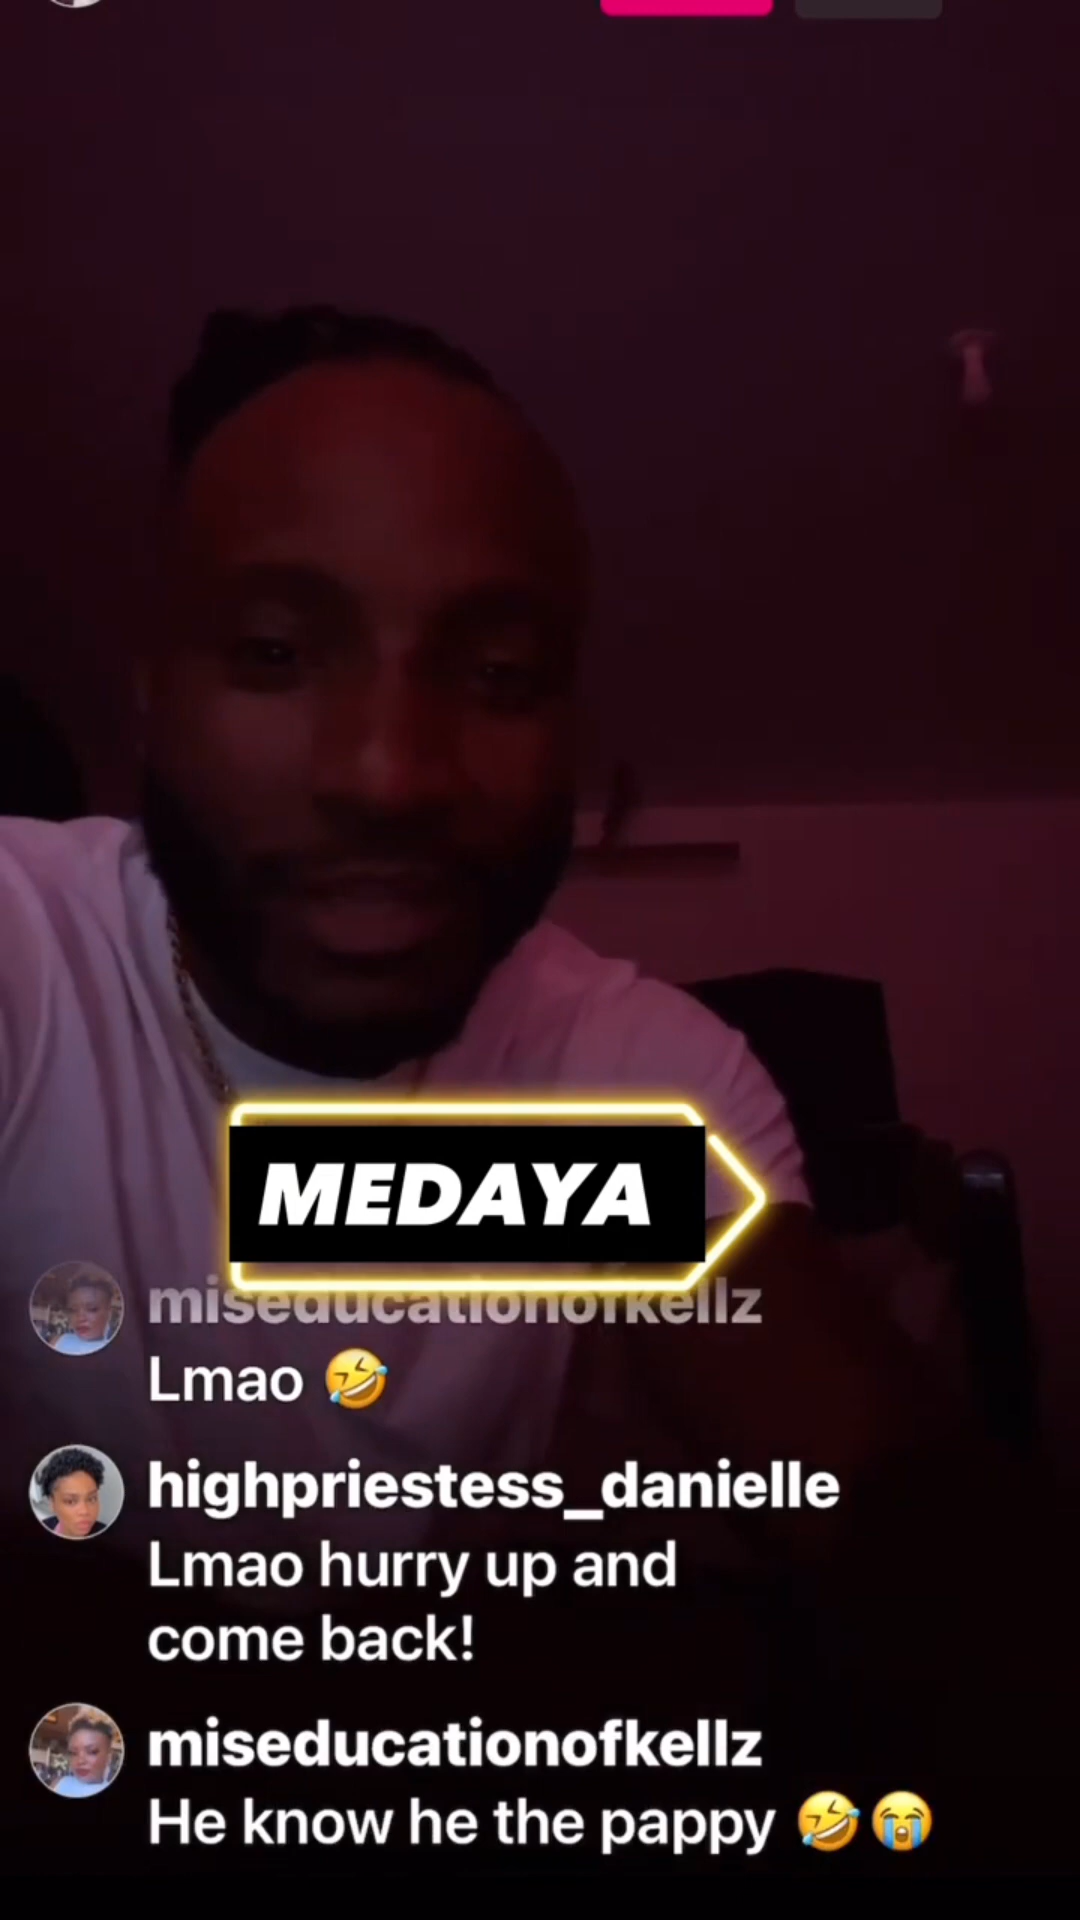 MEDAYA
miseducationofkellz
Lmao 🤣
highpriestess_danielle
Lmao hurry up and
come back!
miseducationofkellz
He know he the pappy 🤣😭